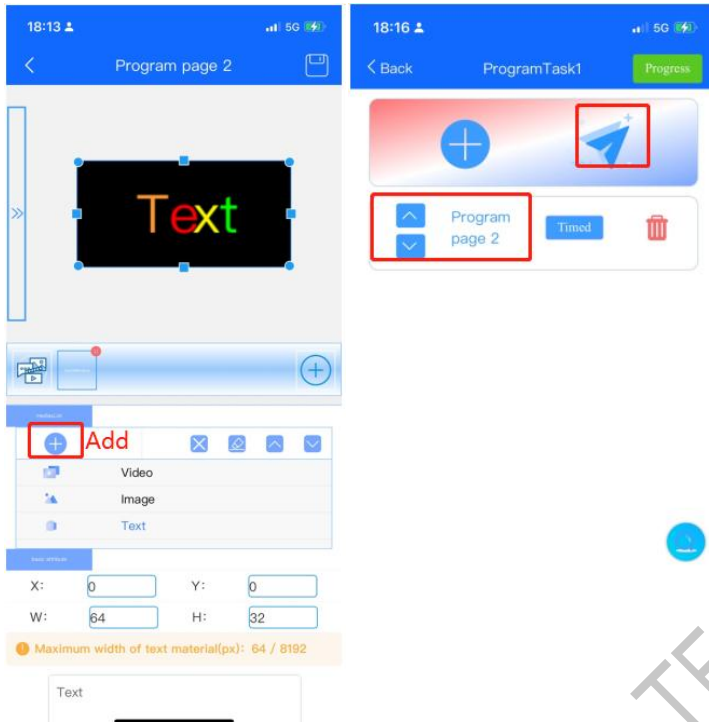 18:13
5G
Program page 2
Text
Add
Video
Image
Text
X: 0 Y: 0
W: 64 H: 32
Maximum width of text material(px): 64 / 8192
Text
18:16
5G
Back ProgramTask1 Progress
Program
page 2
Timed